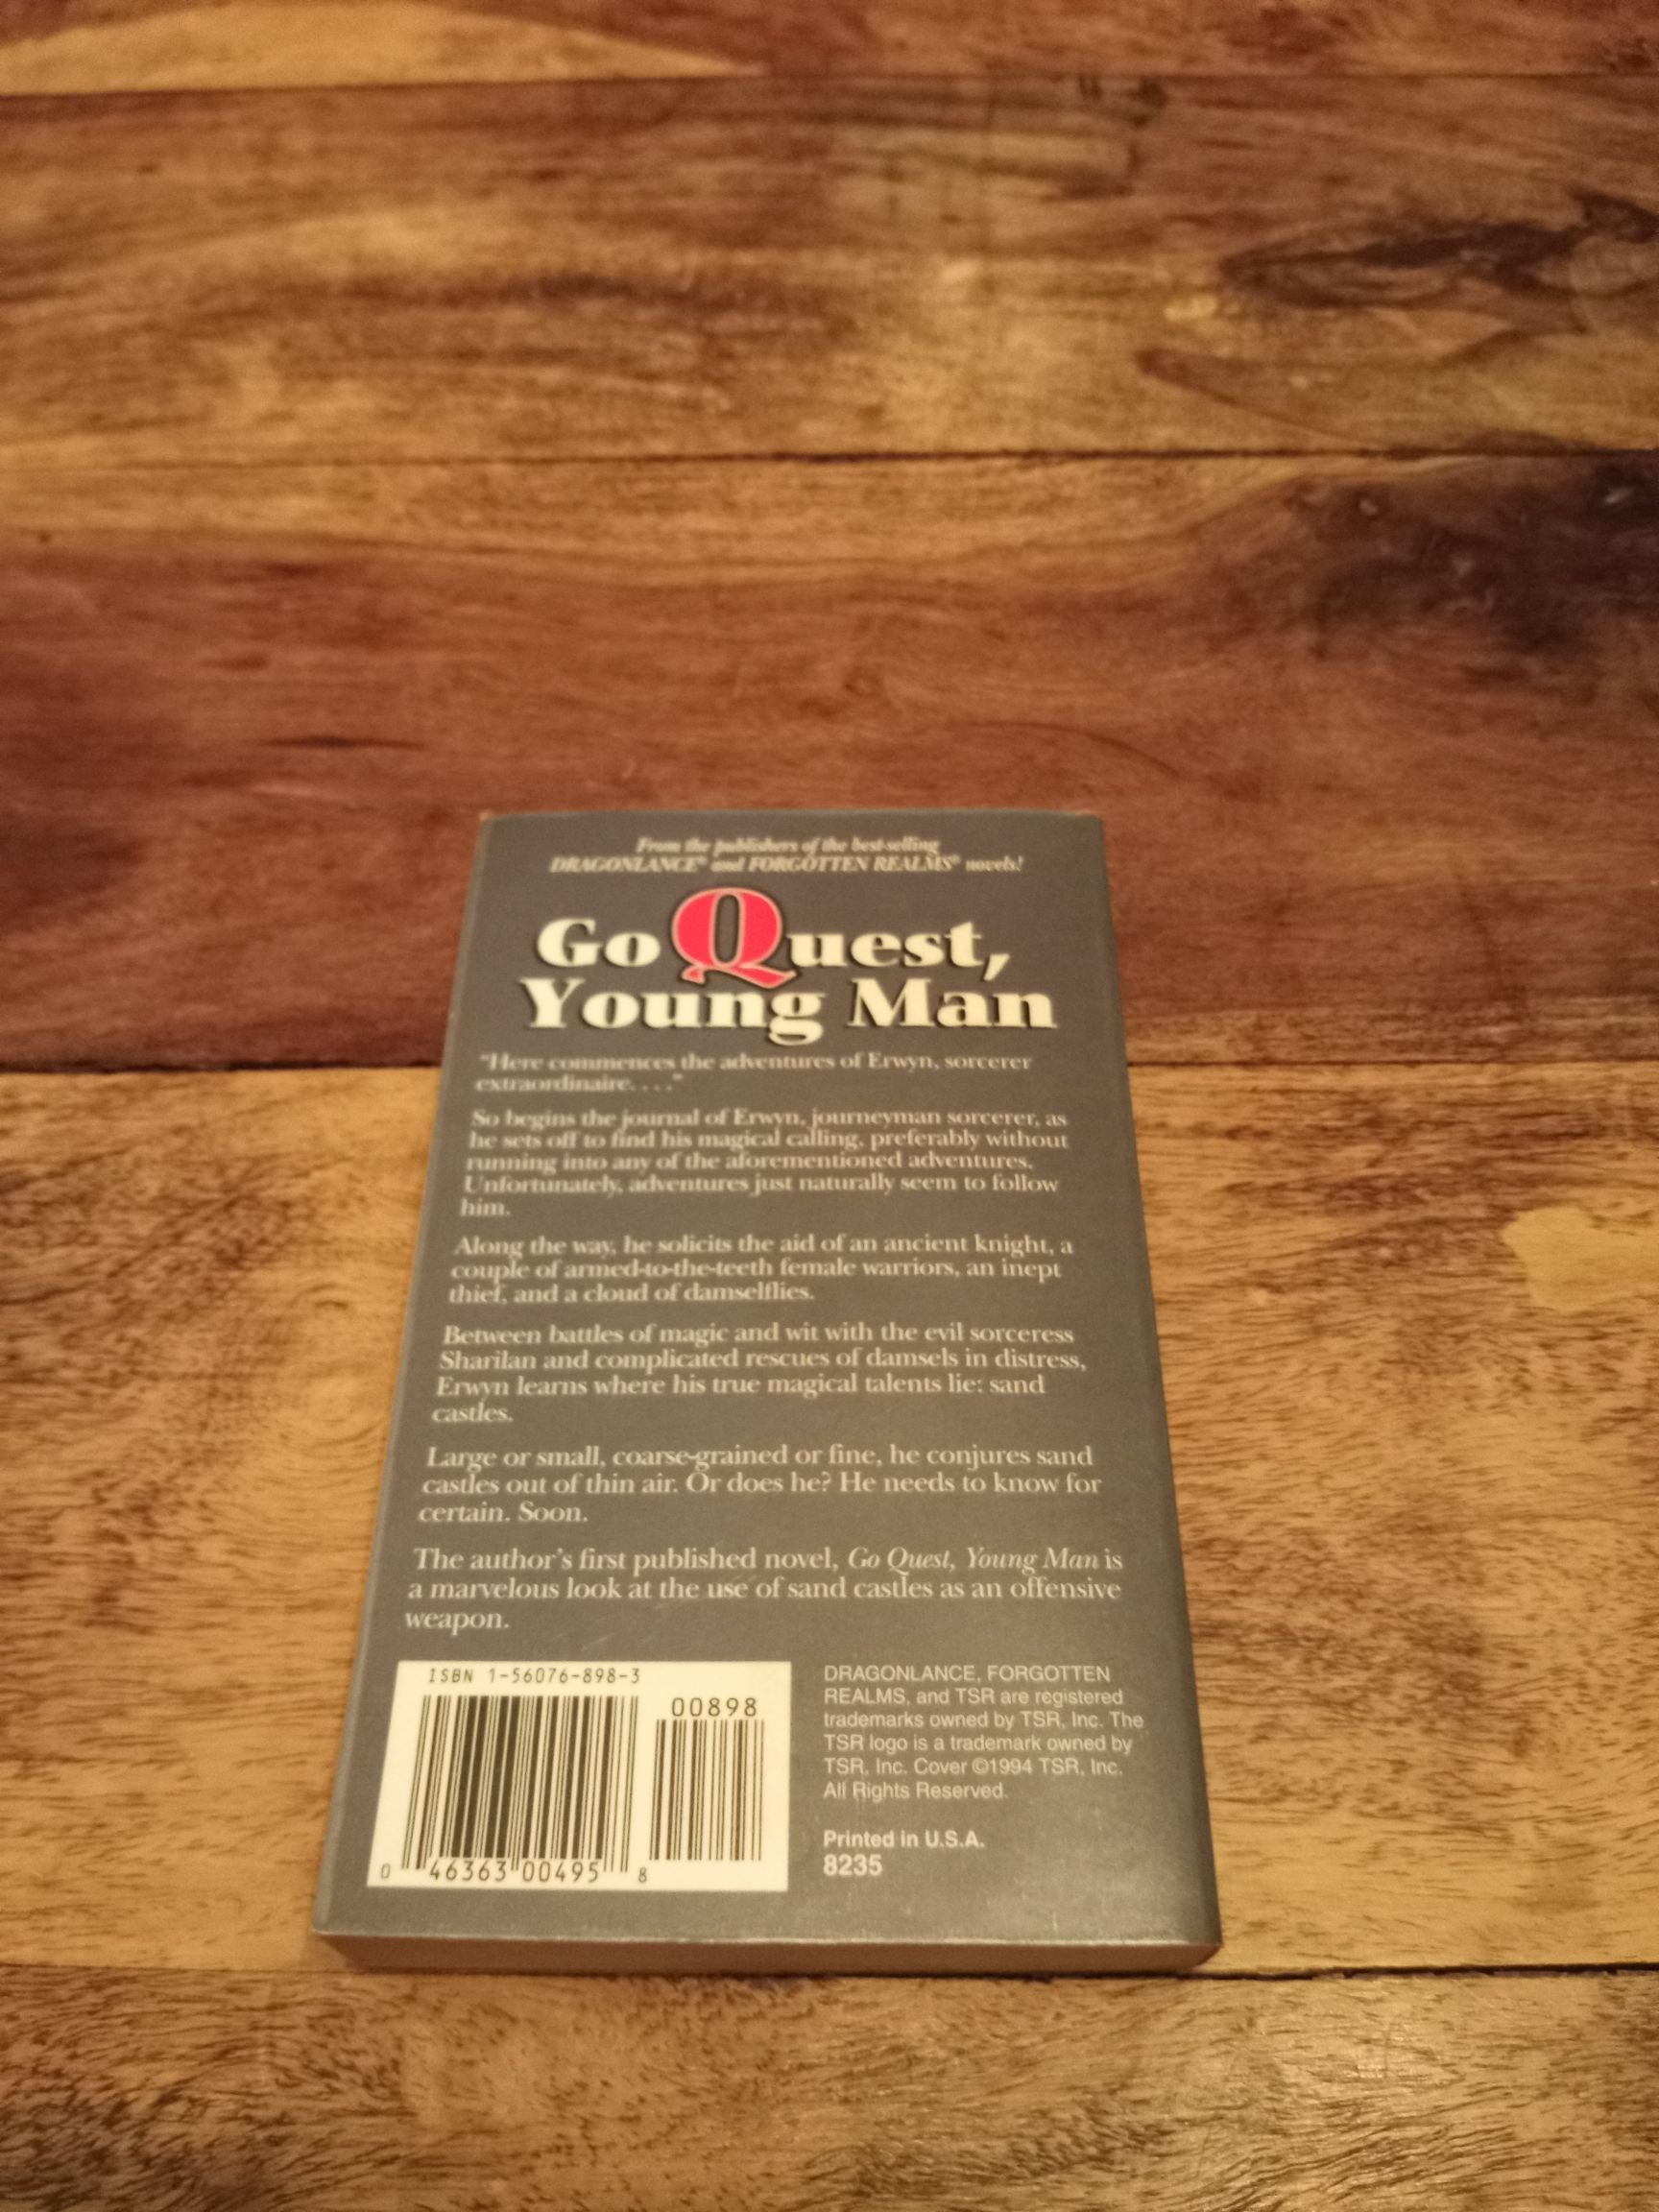 From the publishers of the best-selling
DRAGONLANCE® and FORGOTTEN REALMS® novels!
Go Quest,
Young Man
"Here commences the adventures of Erwyn, sorcerer
extraordinaire. . . ."
So begins the journal of Erwyn, journeyman sorcerer, as
he sets off to find his magical calling, preferably without
running into any of the aforementioned adventures.
Unfortunately, adventures just naturally seem to follow
him.
Along the way, he solicits the aid of an ancient knight, a
couple of armed-to-the-teeth female warriors, an inept
thief, and a cloud of damselflies.
Between battles of magic and wit with the evil sorceress
Sharilan and complicated rescues of damsels in distress,
Erwyn learns where his true magical talents lie: sand
castles.
Large or small, coarse-grained or fine, he conjures sand
castles out of thin air. Or does he? He needs to know for
certain. Soon.
The author's first published novel, Go Quest, Young Man is
a marvelous look at the use of sand castles as an offensive
weapon.
ISBN 1-56076-898-3
00898
0 46363 00495 8
DRAGONLANCE, FORGOTTEN
REALMS, and TSR are registered
trademarks owned by TSR, Inc. The
TSR logo is a trademark owned by
TSR, Inc. Cover ©1994 TSR, Inc.
All Rights Reserved.
Printed in U.S.A.
8235